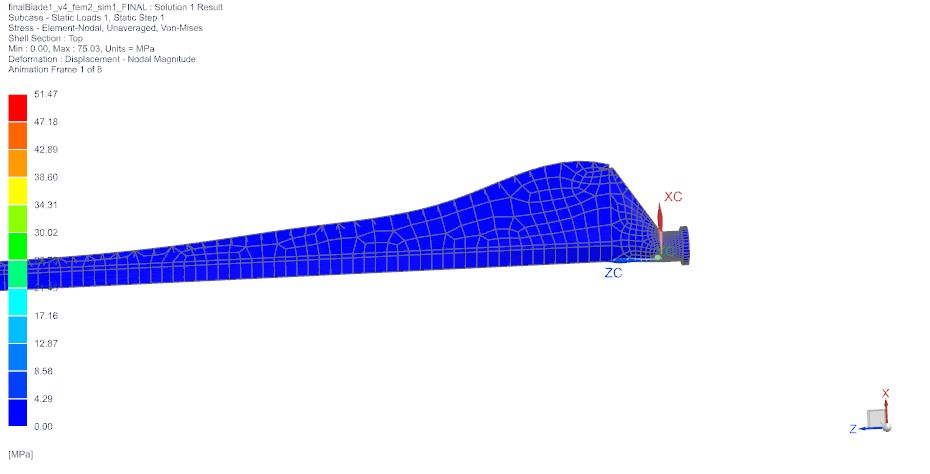 finalBlade1_v4_fem2_sim1_FINAL : Solution 1 Result
Subcase - Static Loads 1, Static Step 1
Stress - Element-Nodal, Unaveraged, Von-Mises
Shell Section : Top
Min : 0.00, Max : 75.03, Units = MPa
Deformation : Displacement - Nodal Magnitude
Animation Frame 1 of 8
51.47
47.18
42.89
38.60
34.31
30.02
17.16
12.87
8.58
4.29
0.00
[MPa]
XC
ZC
X
Z